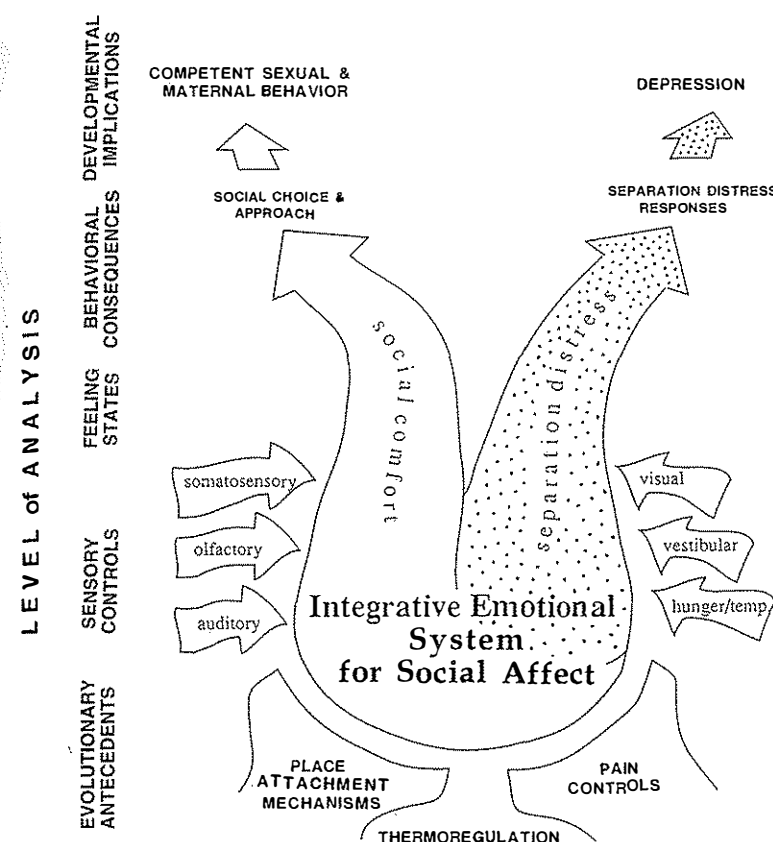 LEVEL of ANALYSIS
DEVELOPMENTAL
IMPLICATIONS
BEHAVIORAL
CONSEQUENCES
FEELING
STATES
SENSORY
CONTROLS
EVOLUTIONARY
ANTECEDENTS
COMPETENT SEXUAL &
MATERNAL BEHAVIOR
DEPRESSION
SOCIAL CHOICE &
APPROACH
SEPARATION DISTRESS
RESPONSES
social comfort
separation distress
somatosensory
olfactory
auditory
visual
vestibular
hunger/temp.
Integrative Emotional
System
for Social Affect
PLACE
ATTACHMENT
MECHANISMS
PAIN
CONTROLS
THERMOREGULATION